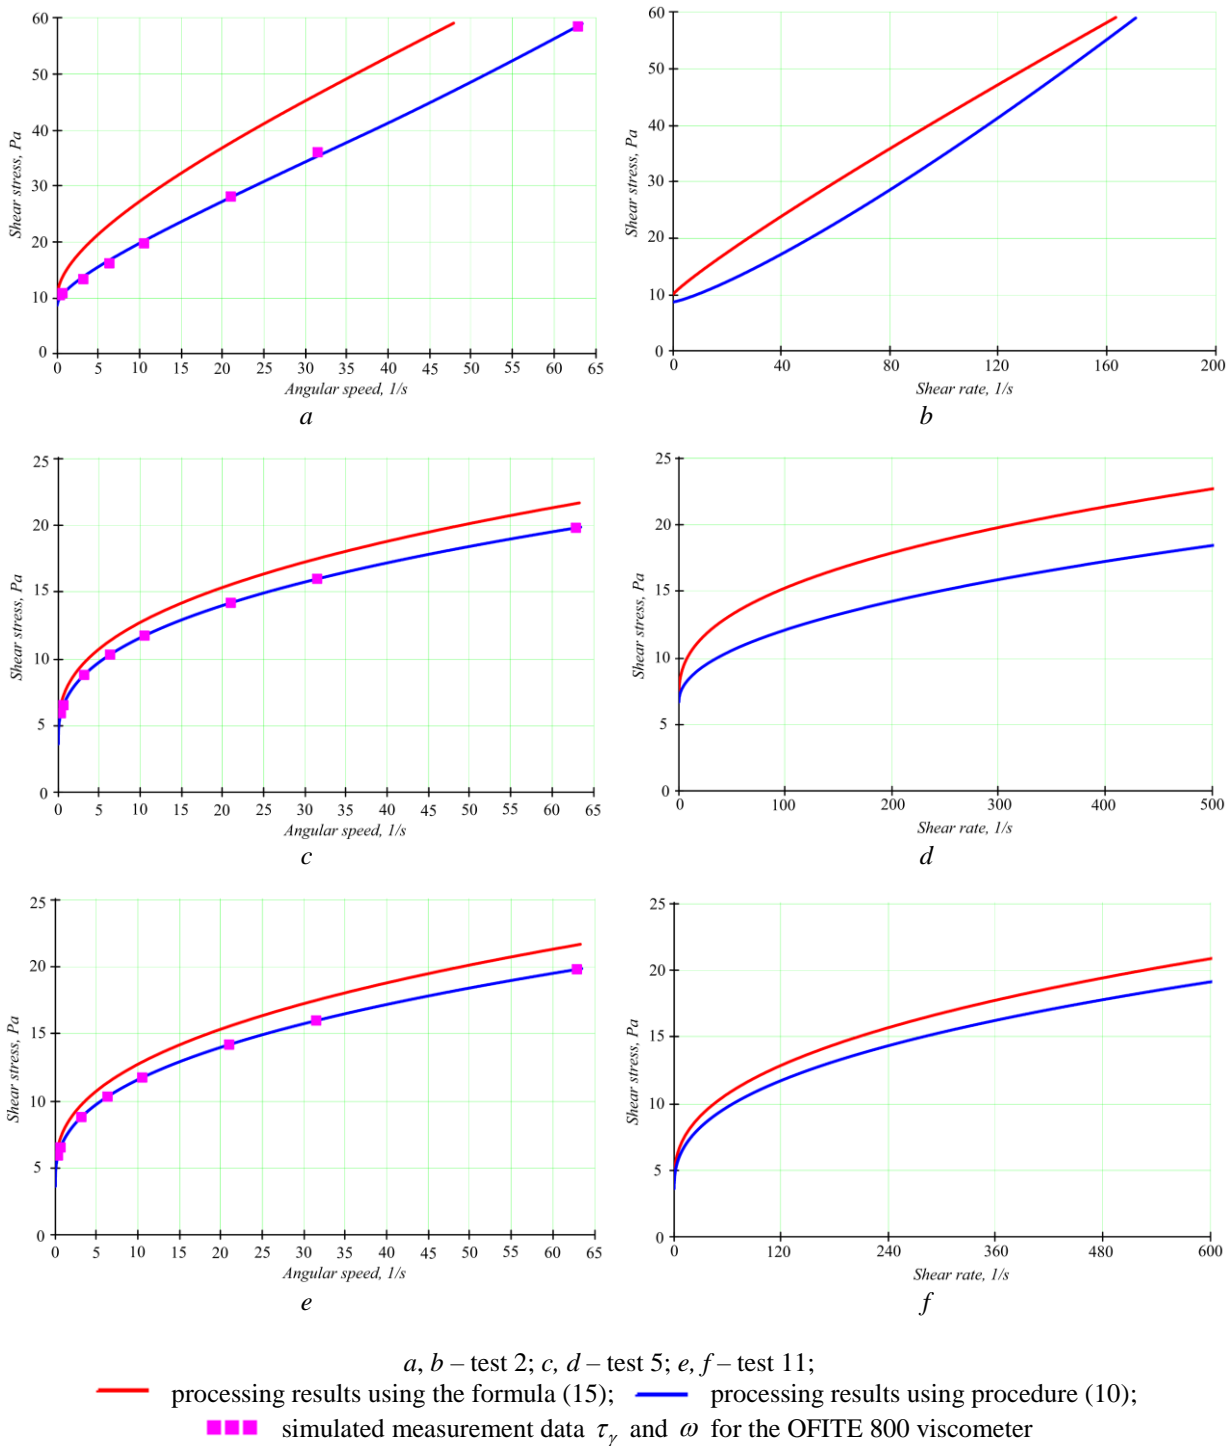 60
50
40
30
20
10
0
Shear stress, Pa
0 5 10 15 20 25 30 35 40 45 50 55 60 65
Angular speed, 1/s
a
60
50
40
30
20
10
0
Shear stress, Pa
0 40 80 120 160 200
Shear rate, 1/s
b
25
20
15
10
5
0
Shear stress, Pa
0 5 10 15 20 25 30 35 40 45 50 55 60 65
Angular speed, 1/s
c
25
20
15
10
5
0
Shear stress, Pa
0 100 200 300 400 500
Shear rate, 1/s
d
25
20
15
10
5
0
Shear stress, Pa
0 5 10 15 20 25 30 35 40 45 50 55 60 65
Angular speed, 1/s
e
25
20
15
10
5
0
Shear stress, Pa
0 120 240 360 480 600
Shear rate, 1/s
f
a, b – test 2; c, d – test 5; e, f – test 11;
processing results using the formula (15); processing results using procedure (10);
simulated measurement data τγ and ω for the OFITE 800 viscometer